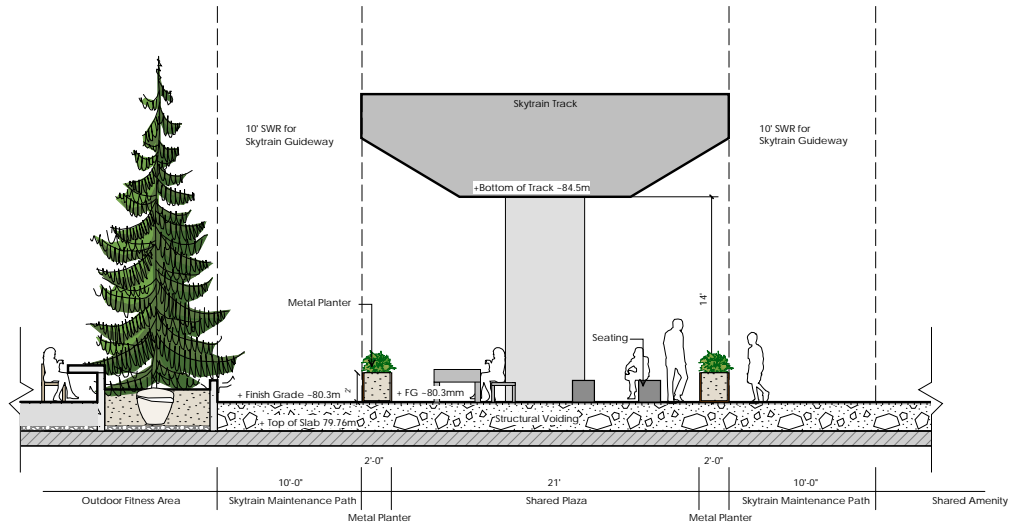 Skytrain Track
10' SWR for
Skytrain Guideway
10' SWR for
Skytrain Guideway
+Bottom of Track ~84.5m
14'
Metal Planter
Seating
2'
+ Finish Grade ~80.3m
+ FG ~80.3mm
+ Top of Slab 79.76m
Structural Voiding
2'-0"
2'-0"
10'-0"
21'
10'-0"
Outdoor Fitness Area
Skytrain Maintenance Path
Shared Plaza
Skytrain Maintenance Path
Shared Amenity
Metal Planter
Metal Planter